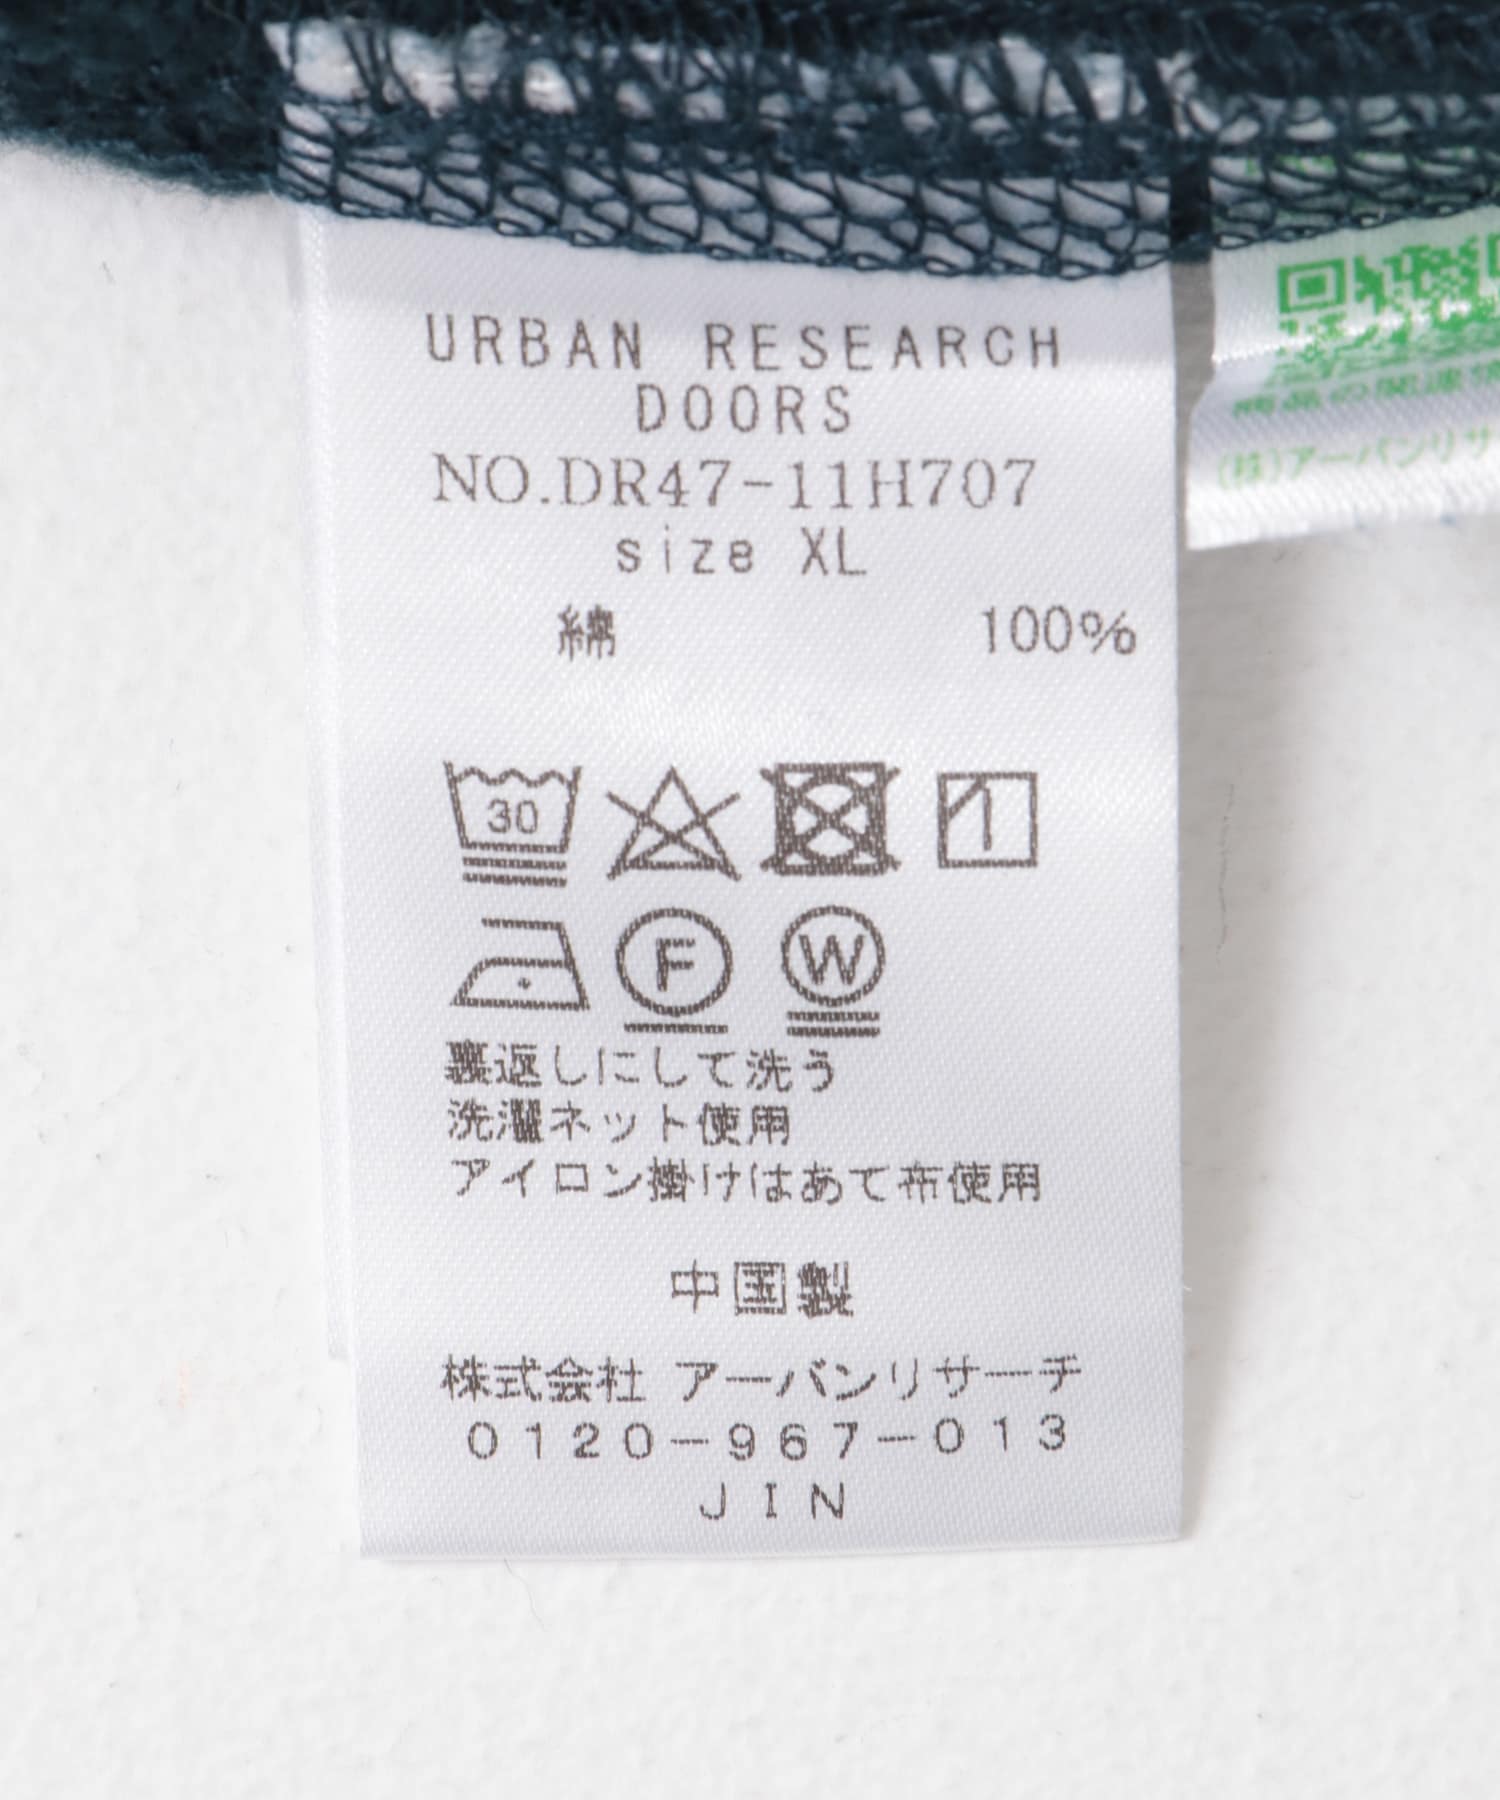 URBAN RESEARCH
DOORS
NO.DR47-11H707
size XL
綿 100%
30
F W
裏返しにして洗う
洗濯ネット使用
アイロン掛けはあて布使用
中国製
株式会社 アーバンリサーチ
0120-967-013
JIN
(株)アーバンリサ